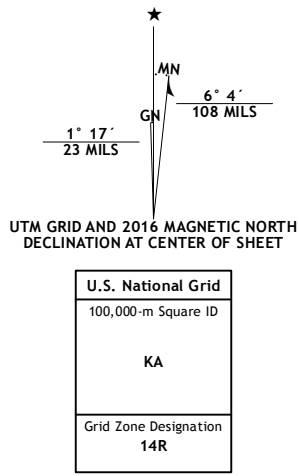 MN
6° 4´
108 MILS
GN
1° 17´
23 MILS
UTM GRID AND 2016 MAGNETIC NORTH
DECLINATION AT CENTER OF SHEET
U.S. National Grid
100,000-m Square ID
KA
Grid Zone Designation
14R